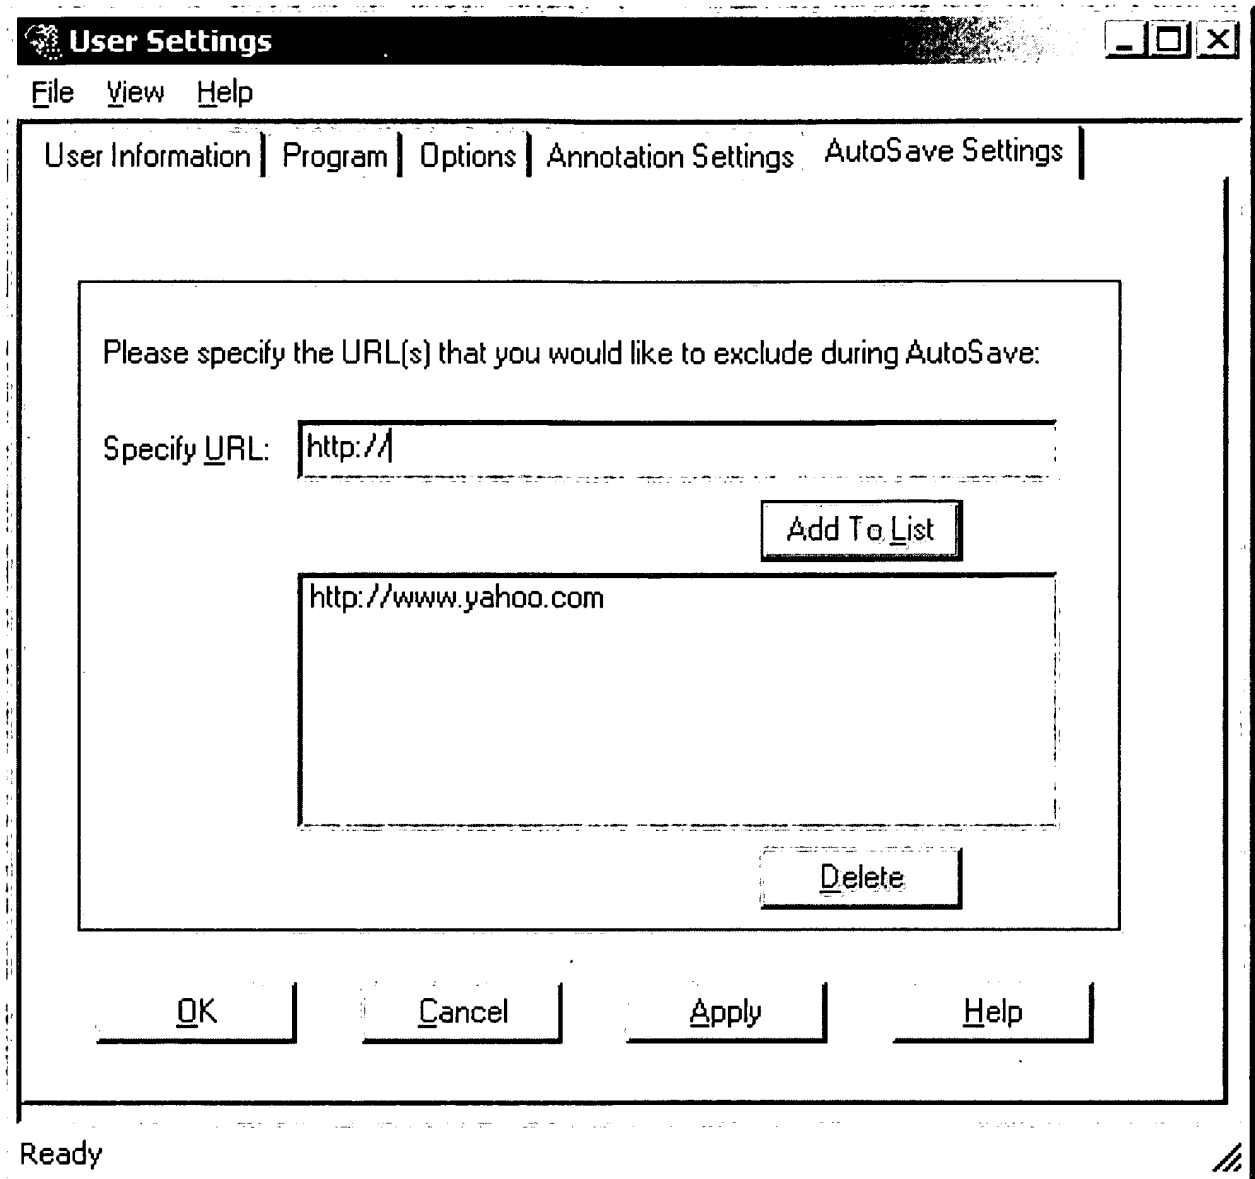 User Settings
File View Help
User Information Program Options Annotation Settings AutoSave Settings
Please specify the URL(s) that you would like to exclude during AutoSave:
Specify URL: http://
Add To List
http://www.yahoo.com
Delete
OK Cancel Apply Help
Ready